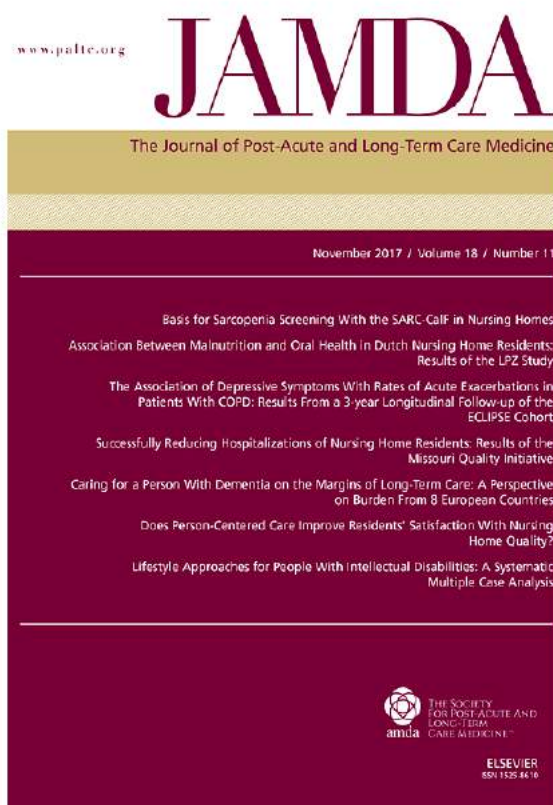 www.paltc.org
JAMDA
The Journal of Post-Acute and Long-Term Care Medicine
November 2017 / Volume 18 / Number 11
Basis for Sarcopenia Screening With the SARC-CalF in Nursing Homes
Association Between Malnutrition and Oral Health in Dutch Nursing Home Residents:
Results of the LPZ Study
The Association of Depressive Symptoms With Rates of Acute Exacerbations in
Patients With COPD: Results From a 3-year Longitudinal Follow-up of the
ECLIPSE Cohort
Successfully Reducing Hospitalizations of Nursing Home Residents: Results of the
Missouri Quality Initiative
Caring for a Person With Dementia on the Margins of Long-Term Care: A Perspective
on Burden From 8 European Countries
Does Person-Centered Care Improve Residents' Satisfaction With Nursing
Home Quality?
Lifestyle Approaches for People With Intellectual Disabilities: A Systematic
Multiple Case Analysis
amda
THE SOCIETY
FOR POST-ACUTE AND
LONG-TERM
CARE MEDICINE™
ELSEVIER
ISSN 1525-8610